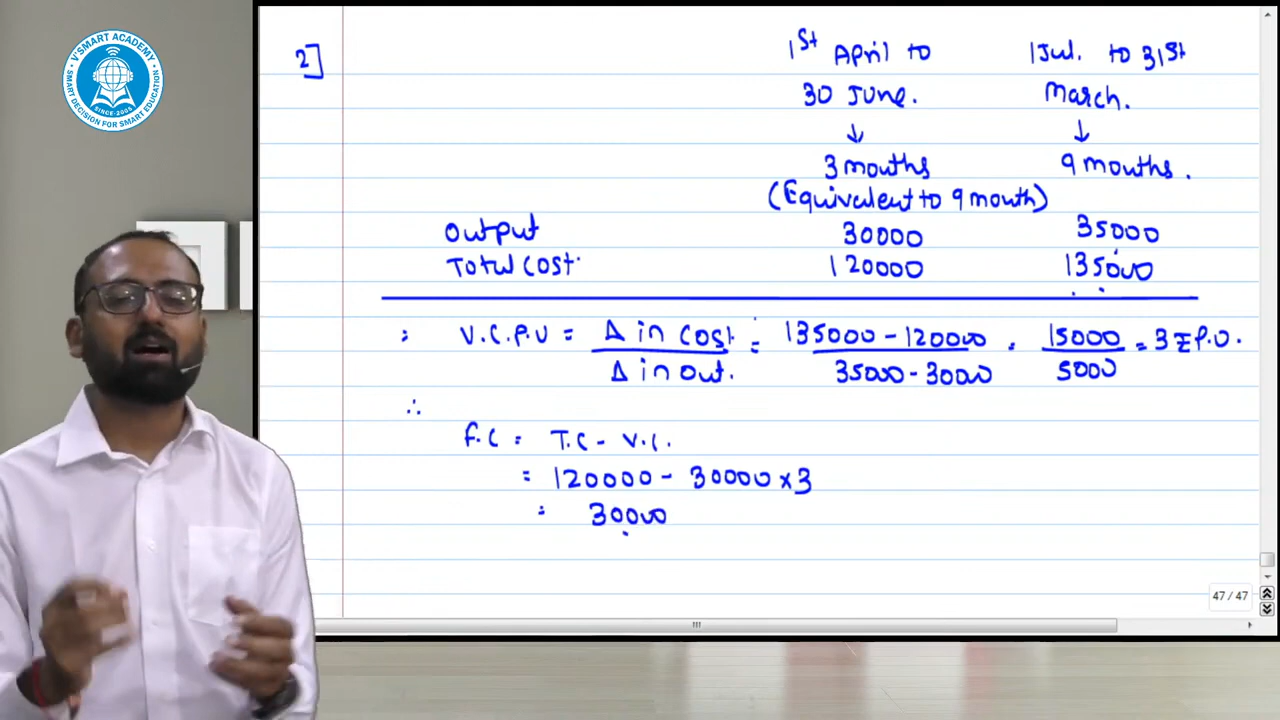 V'SMART ACADEMY
SMART DECISION FOR SMART EDUCATION
SINCE-2005
2]
1st April to 30 June.
1 Jul. to 31st March.
3 months
9 months.
(Equivalent to 9 month)
Output 30000 35000
Total Cost 120000 135000
: V.C.P.U = Δ in Cost / Δ in Out. = 135000 - 120000 / 35000 - 30000 = 15000 / 5000 = 3 ₹ P.U.
∴
F.C = T.C - V.C.
= 120000 - 30000 x 3
= 30000
47 / 47